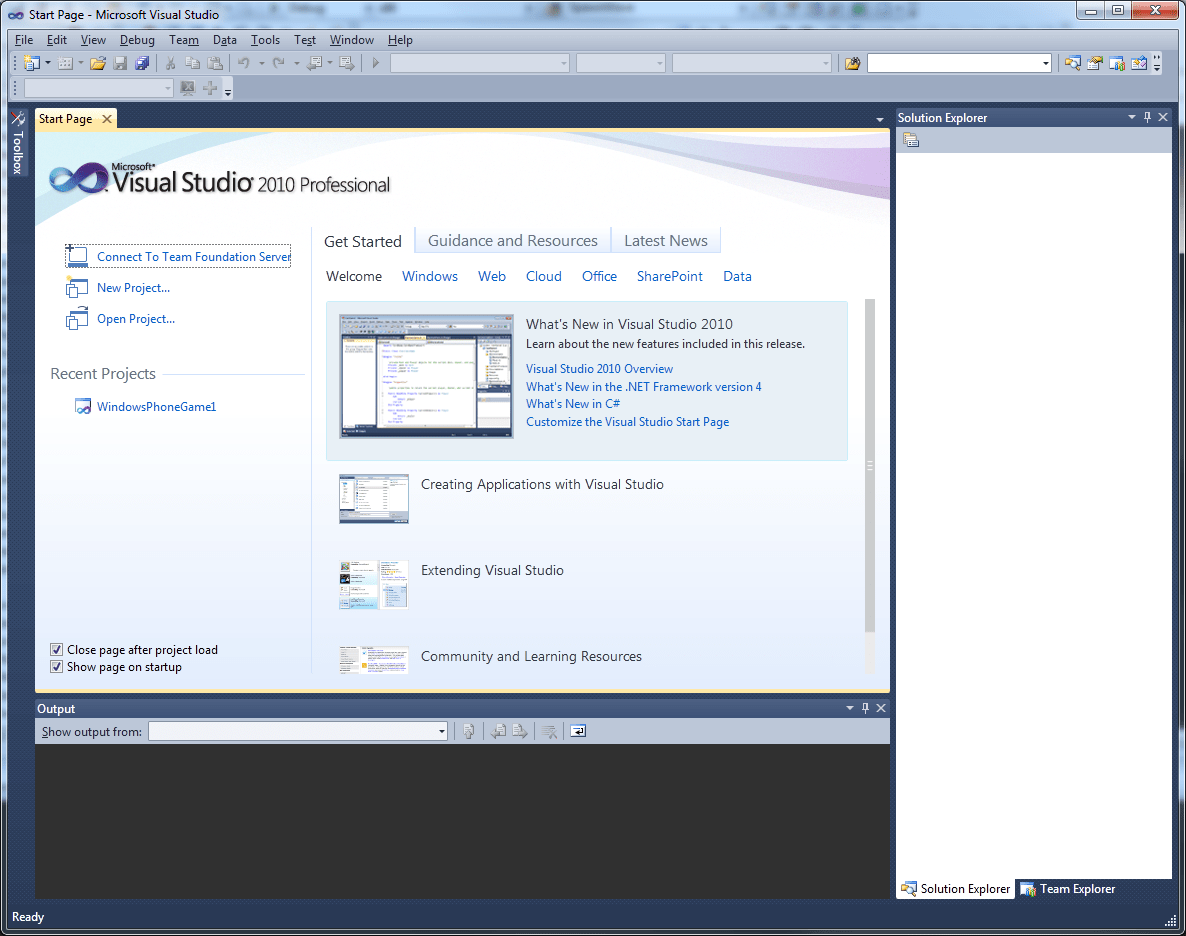 Start Page - Microsoft Visual Studio
File Edit View Debug Team Data Tools Test Window Help
Toolbox
Start Page
Solution Explorer
Microsoft®
Visual Studio® 2010 Professional
Connect To Team Foundation Server
New Project...
Open Project...
Recent Projects
WindowsPhoneGame1
Close page after project load
Show page on startup
Get Started Guidance and Resources Latest News
Welcome Windows Web Cloud Office SharePoint Data
What's New in Visual Studio 2010
Learn about the new features included in this release.
Visual Studio 2010 Overview
What's New in the .NET Framework version 4
What's New in C#
Customize the Visual Studio Start Page
Creating Applications with Visual Studio
Extending Visual Studio
Community and Learning Resources
Output
Show output from:
Solution Explorer Team Explorer
Ready